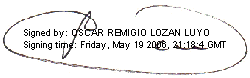 Signed by: OSCAR REMIGIO LOZAN LUYO
Signing time: Friday, May 19 2006, 21:18:4 GMT